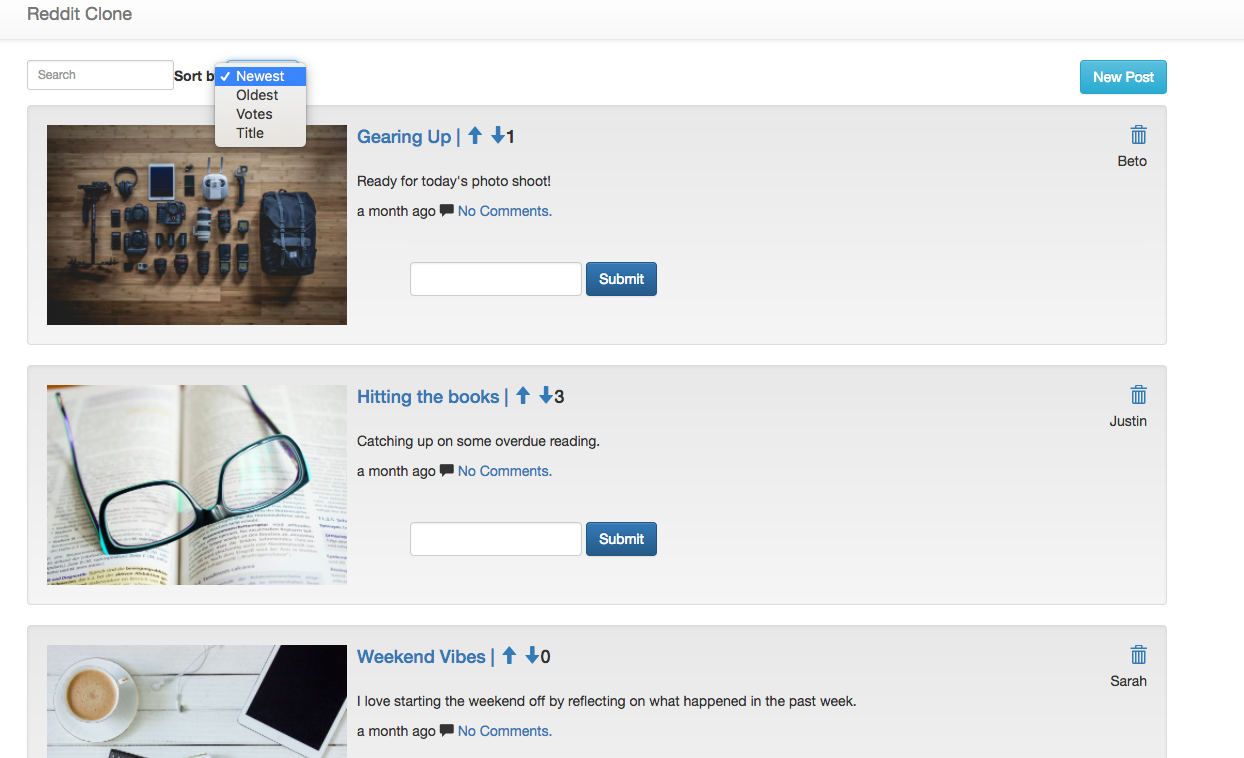 Reddit Clone
Search
Sort b
✓ Newest
Oldest
Votes
Title
New Post
Gearing Up | 1
Beto
Ready for today's photo shoot!
a month ago No Comments.
Submit
Hitting the books | 3
Justin
Catching up on some overdue reading.
a month ago No Comments.
Submit
Weekend Vibes | 0
Sarah
I love starting the weekend off by reflecting on what happened in the past week.
a month ago No Comments.